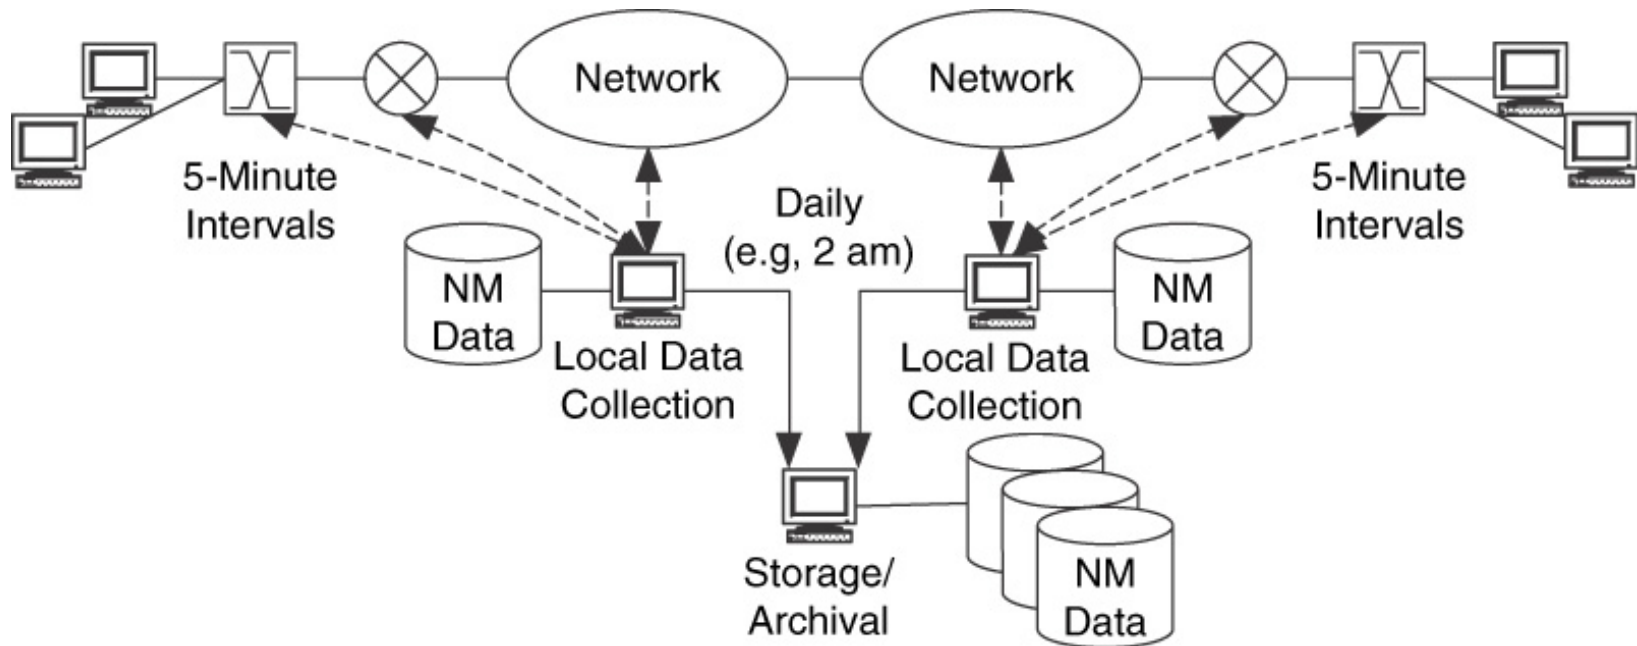 Network
Network
5-Minute
Intervals
Daily
(e.g, 2 am)
5-Minute
Intervals
NM
Data
Local Data
Collection
Local Data
Collection
NM
Data
Storage/
Archival
NM
Data